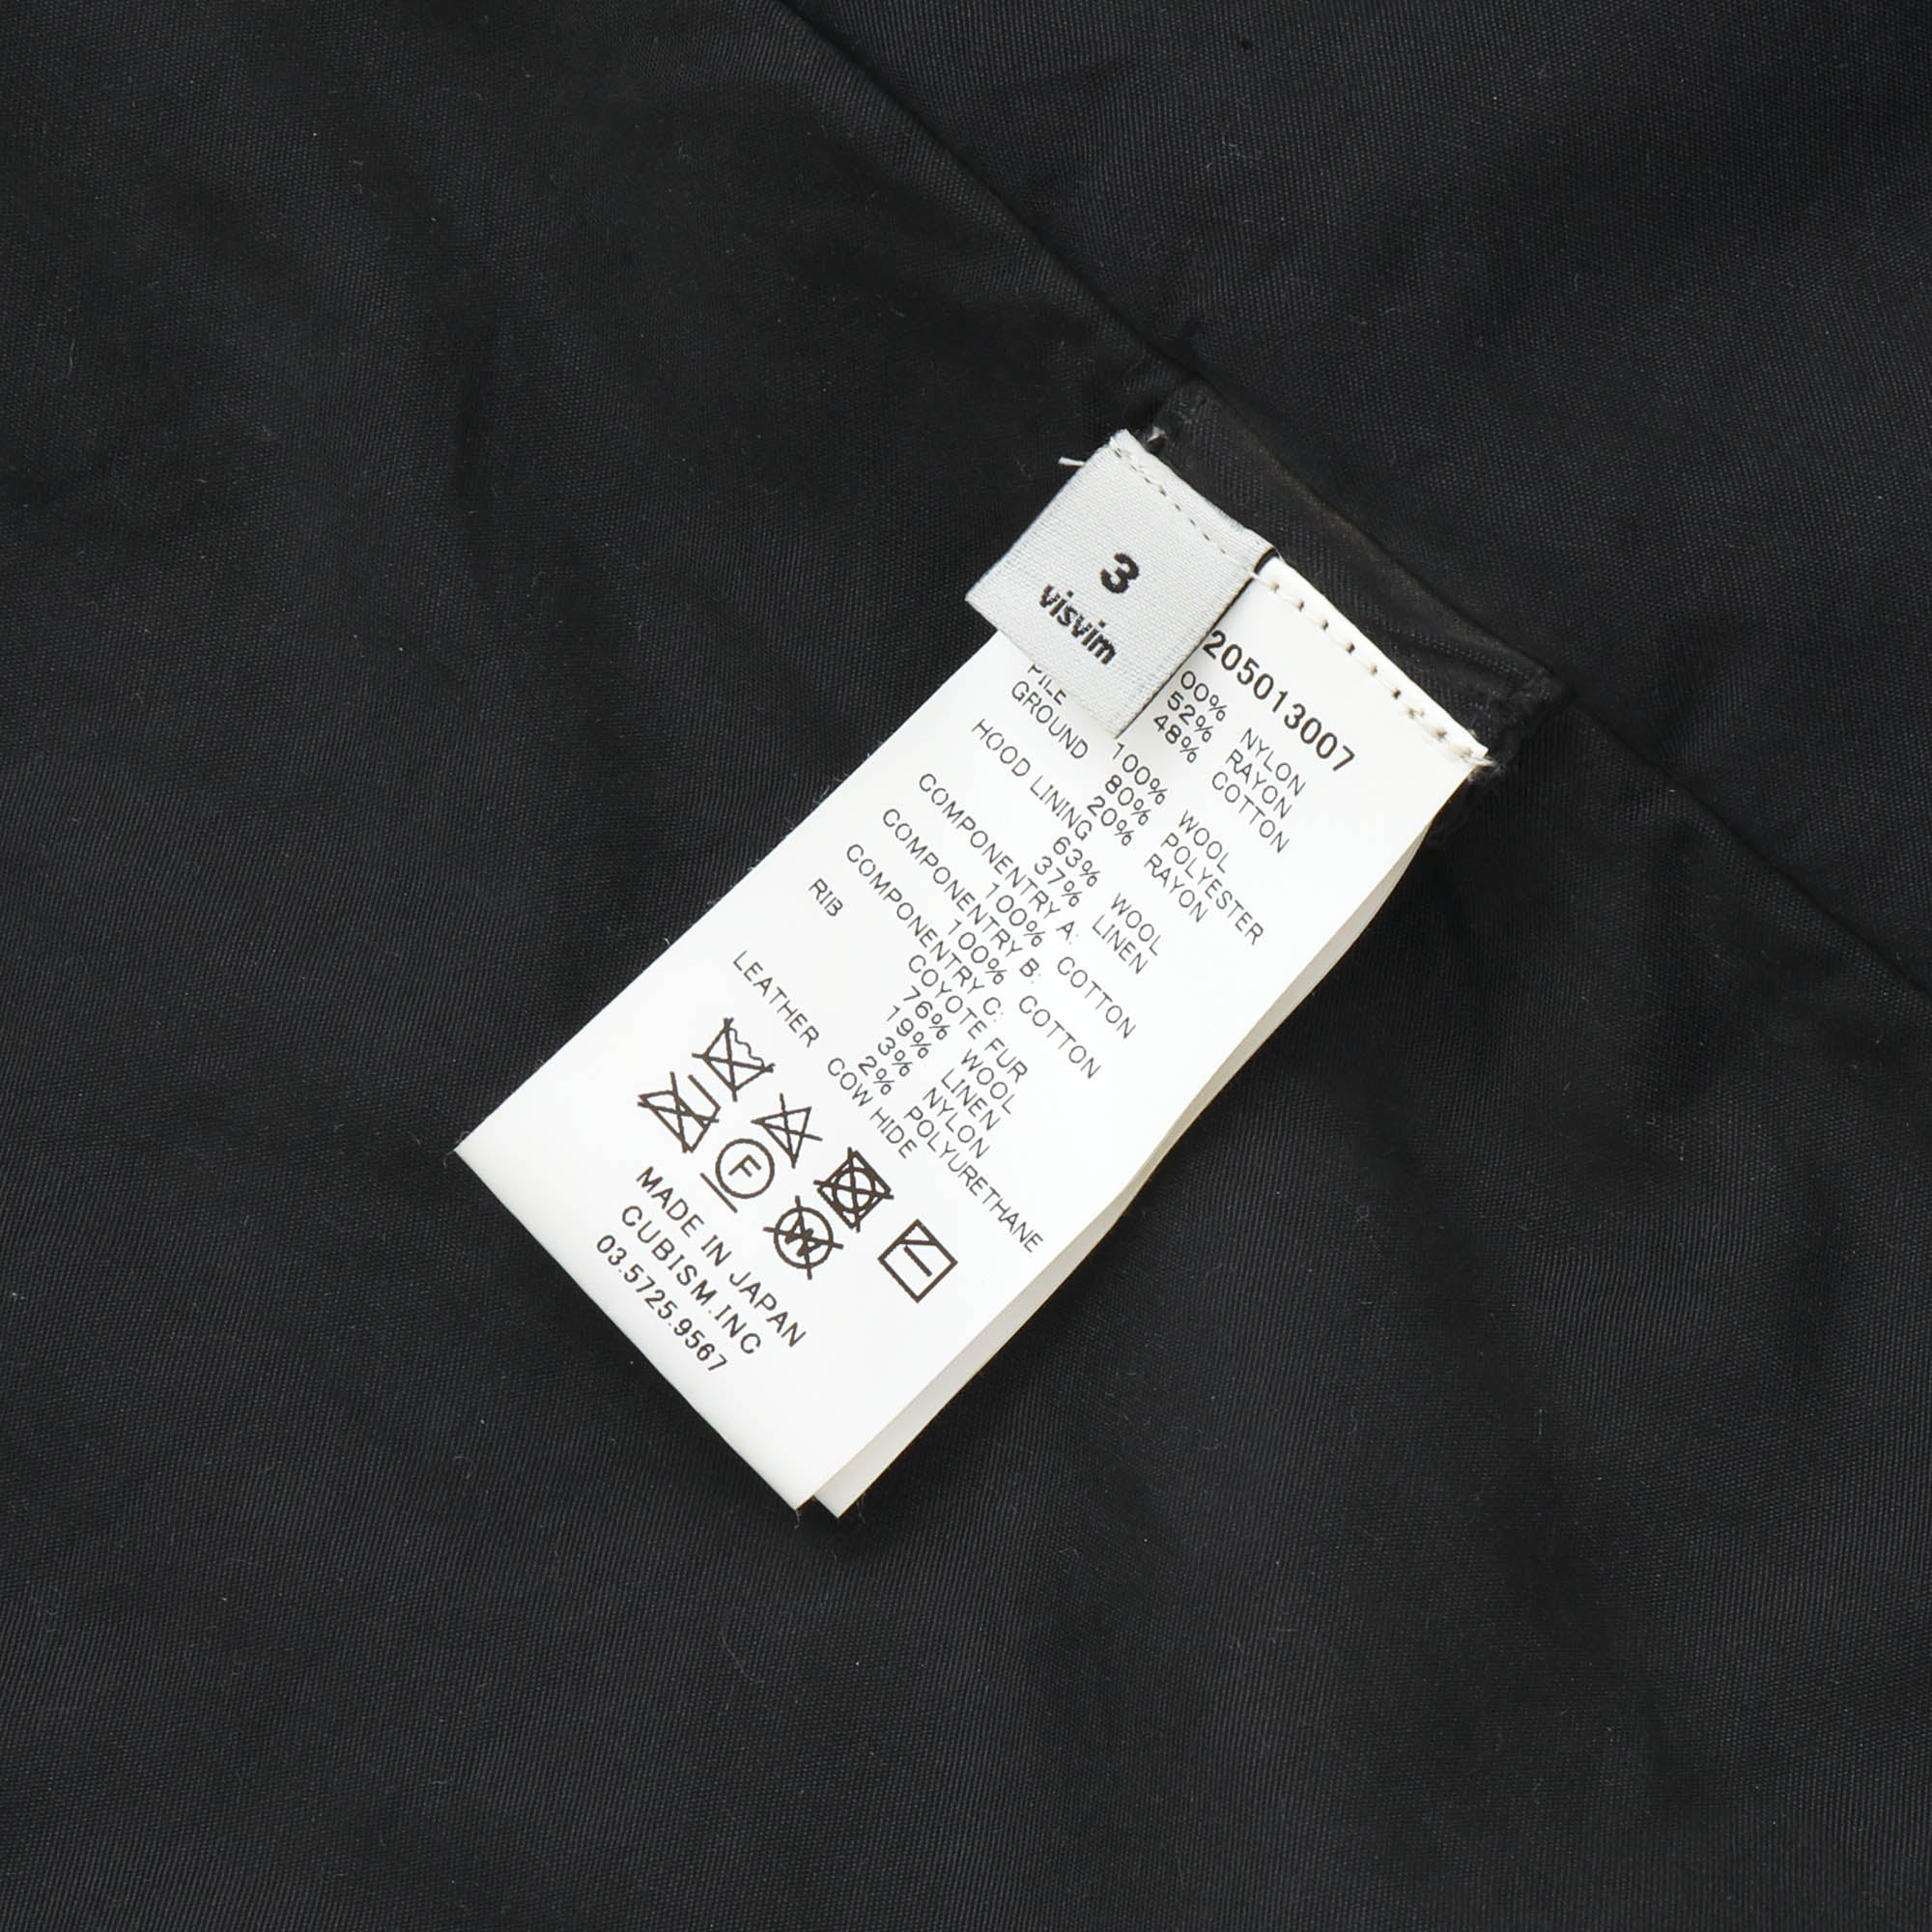 3
visvim
205013007
00% NYLON
52% RAYON
48% COTTON
PILE 100% WOOL
GROUND 80% POLYESTER
20% RAYON
HOOD LINING
63% WOOL
37% LINEN
COMPONENTRY A:
100% COTTON
COMPONENTRY B:
100% COTTON
COMPONENTRY C:
COYOTE FUR
RIB 76% WOOL
19% LINEN
3% NYLON
2% POLYURETHANE
LEATHER COW HIDE
F
W
MADE IN JAPAN
CUBISM.INC
03.5725.9567